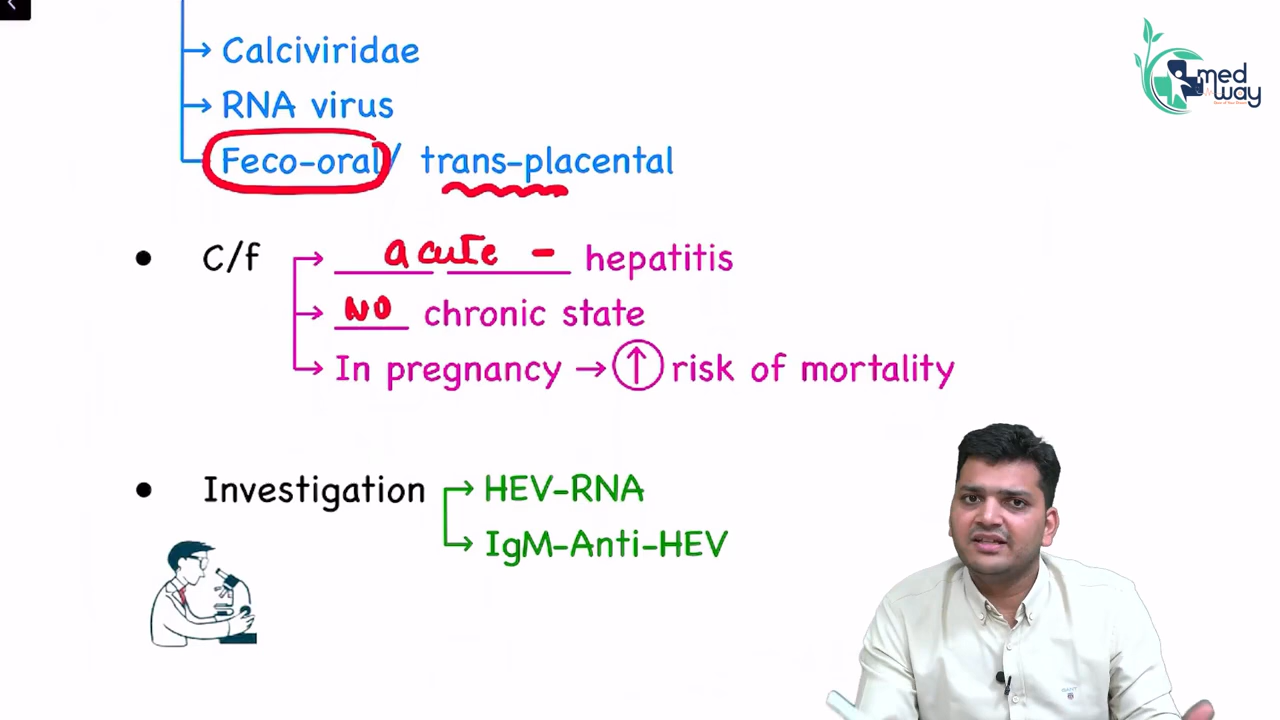 → Calciviridae
med
way
→ RNA virus
Feco-oral / trans-placental
• C/f → acute - hepatitis
→ NO chronic state
→ In pregnancy → ↑ risk of mortality
• Investigation → HEV-RNA
→ IgM-Anti-HEV